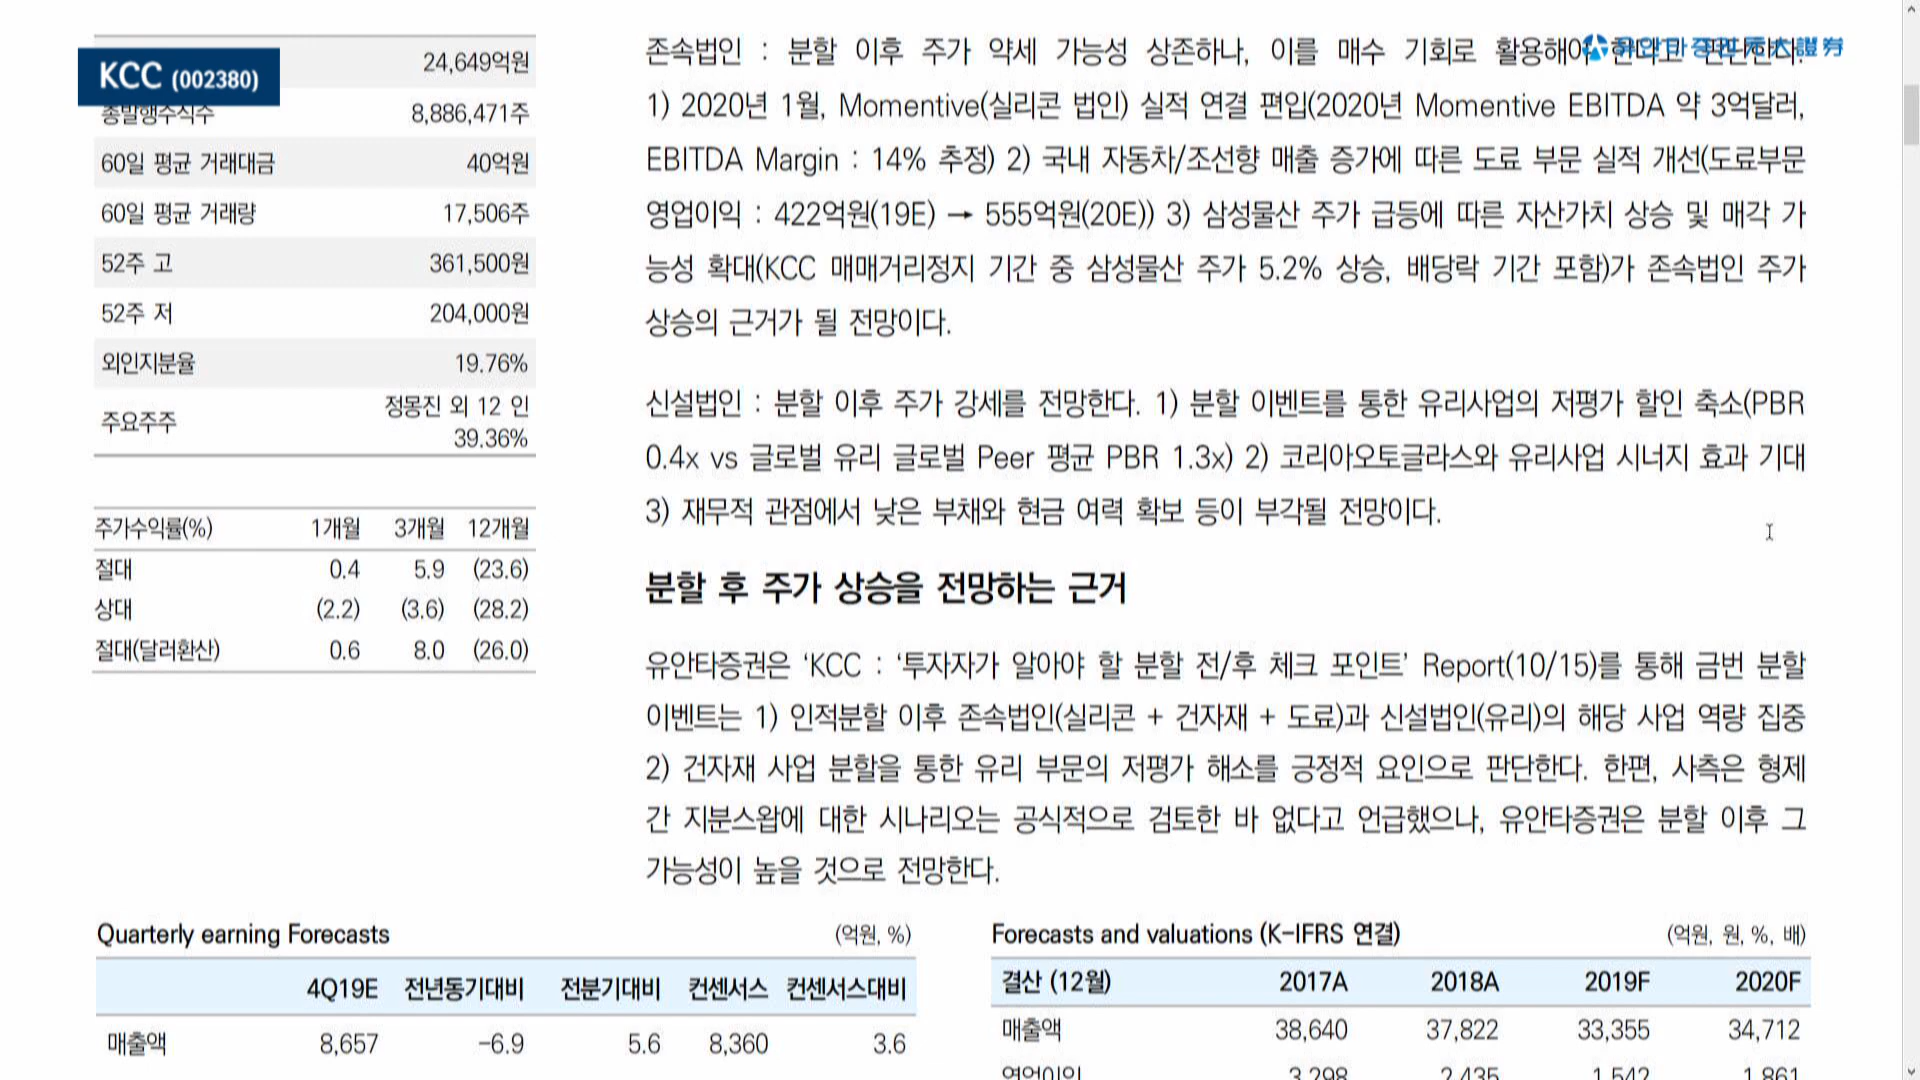 KCC (002380)
24,649억원
총발행주식수 8,886,471주
60일 평균 거래대금 40억원
60일 평균 거래량 17,506주
52주 고 361,500원
52주 저 204,000원
외인지분율 19.76%
주요주주 정몽진 외 12 인
39.36%
주가수익률(%) 1개월 3개월 12개월
절대 0.4 5.9 (23.6)
상대 (2.2) (3.6) (28.2)
절대(달러환산) 0.6 8.0 (26.0)
존속법인 : 분할 이후 주가 약세 가능성 상존하나, 이를 매수 기회로 활용해야
1) 2020년 1월, Momentive(실리콘 법인) 실적 연결 편입(2020년 Momentive EBITDA 약 3억달러,
EBITDA Margin : 14% 추정) 2) 국내 자동차/조선향 매출 증가에 따른 도료 부문 실적 개선(도료부문
영업이익 : 422억원(19E) → 555억원(20E)) 3) 삼성물산 주가 급등에 따른 자산가치 상승 및 매각 가
능성 확대(KCC 매매거리정지 기간 중 삼성물산 주가 5.2% 상승, 배당락 기간 포함)가 존속법인 주가
상승의 근거가 될 전망이다.
신설법인 : 분할 이후 주가 강세를 전망한다. 1) 분할 이벤트를 통한 유리사업의 저평가 할인 축소(PBR
0.4x vs 글로벌 유리 글로벌 Peer 평균 PBR 1.3x) 2) 코리아오토글라스와 유리사업 시너지 효과 기대
3) 재무적 관점에서 낮은 부채와 현금 여력 확보 등이 부각될 전망이다.
분할 후 주가 상승을 전망하는 근거
유안타증권은 ‘KCC : ‘투자자가 알아야 할 분할 전/후 체크 포인트’ Report(10/15)를 통해 금번 분할
이벤트는 1) 인적분할 이후 존속법인(실리콘 + 건자재 + 도료)과 신설법인(유리)의 해당 사업 역량 집중
2) 건자재 사업 분할을 통한 유리 부문의 저평가 해소를 긍정적 요인으로 판단한다. 한편, 사측은 형제
간 지분스왑에 대한 시나리오는 공식적으로 검토한 바 없다고 언급했으나, 유안타증권은 분할 이후 그
가능성이 높을 것으로 전망한다.
Quarterly earning Forecasts (억원, %)
4Q19E 전년동기대비 전분기대비 컨센서스 컨센서스대비
매출액 8,657 -6.9 5.6 8,360 3.6
Forecasts and valuations (K-IFRS 연결) (억원, 원, %, 배)
결산 (12월) 2017A 2018A 2019F 2020F
매출액 38,640 37,822 33,355 34,712
영업이익 3,298 2,435 1,542 1,861